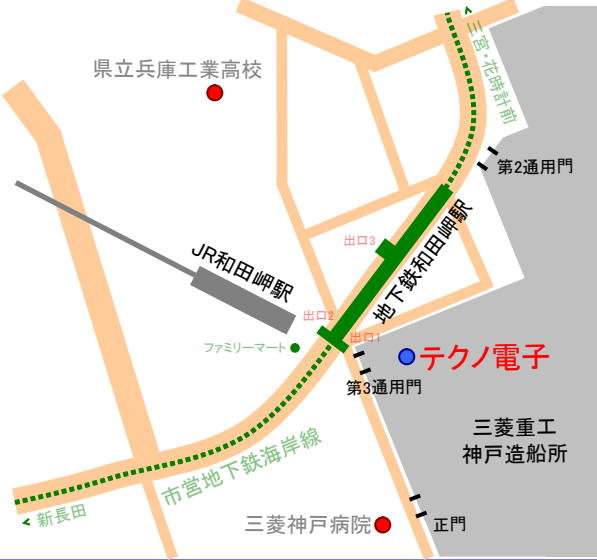 三宮・花時計前
県立兵庫工業高校
第2通用門
出口3
地下鉄和田岬駅
JR和田岬駅
出口2
出口1
ファミリーマート
テクノ電子
第3通用門
三菱重工
神戸造船所
市営地下鉄海岸線
新長田
三菱神戸病院
正門